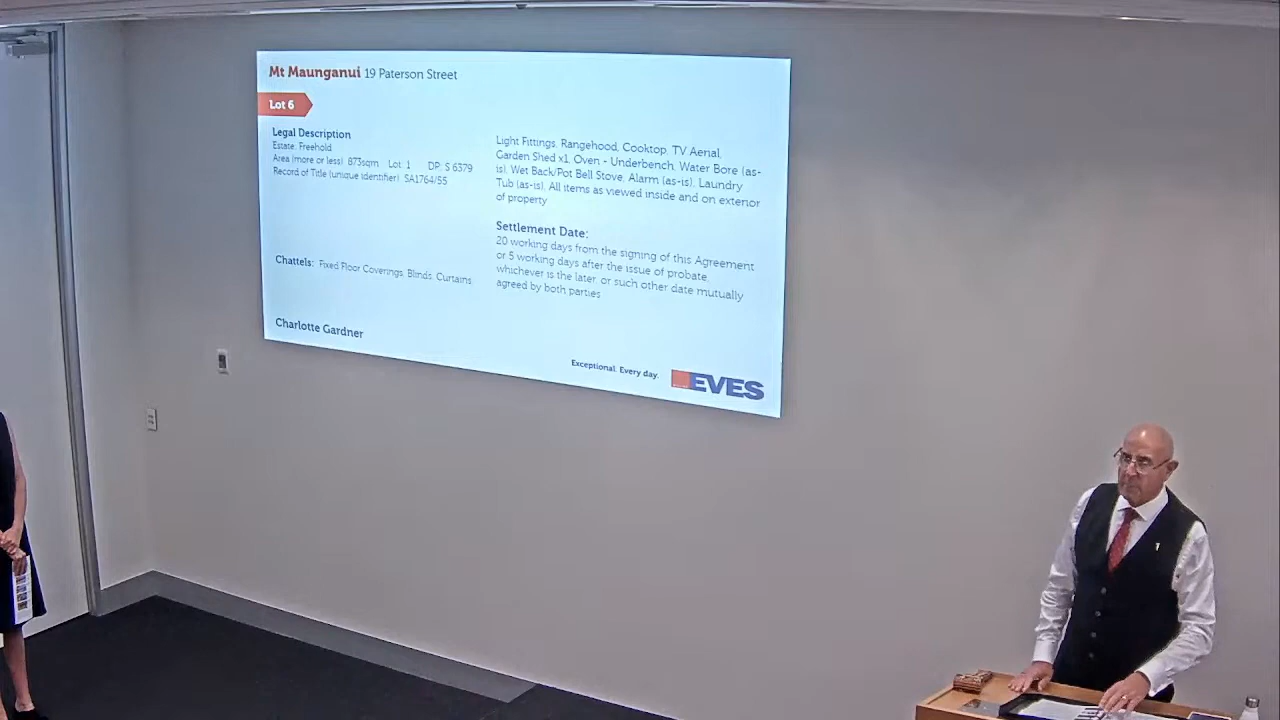 Mt Maunganui 19 Paterson Street
Lot 6
Legal Description
Estate: Freehold
Area (more or less) 873sqm Lot: 1 DP: S 6379
Record of Title (unique identifier) SA1764/55
Chattels: Fixed Floor Coverings, Blinds, Curtains,
Light Fittings, Rangehood, Cooktop, TV Aerial,
Garden Shed x1, Oven - Underbench, Water Bore (as-
is), Wet Back/Pot Bell Stove, Alarm (as-is), Laundry
Tub (as-is), All items as viewed inside and on exterior
of property
Settlement Date:
20 working days from the signing of this Agreement
or 5 working days after the issue of probate,
whichever is the later or such other date mutually
agreed by both parties
Charlotte Gardner
Exceptional. Every day.
EVES